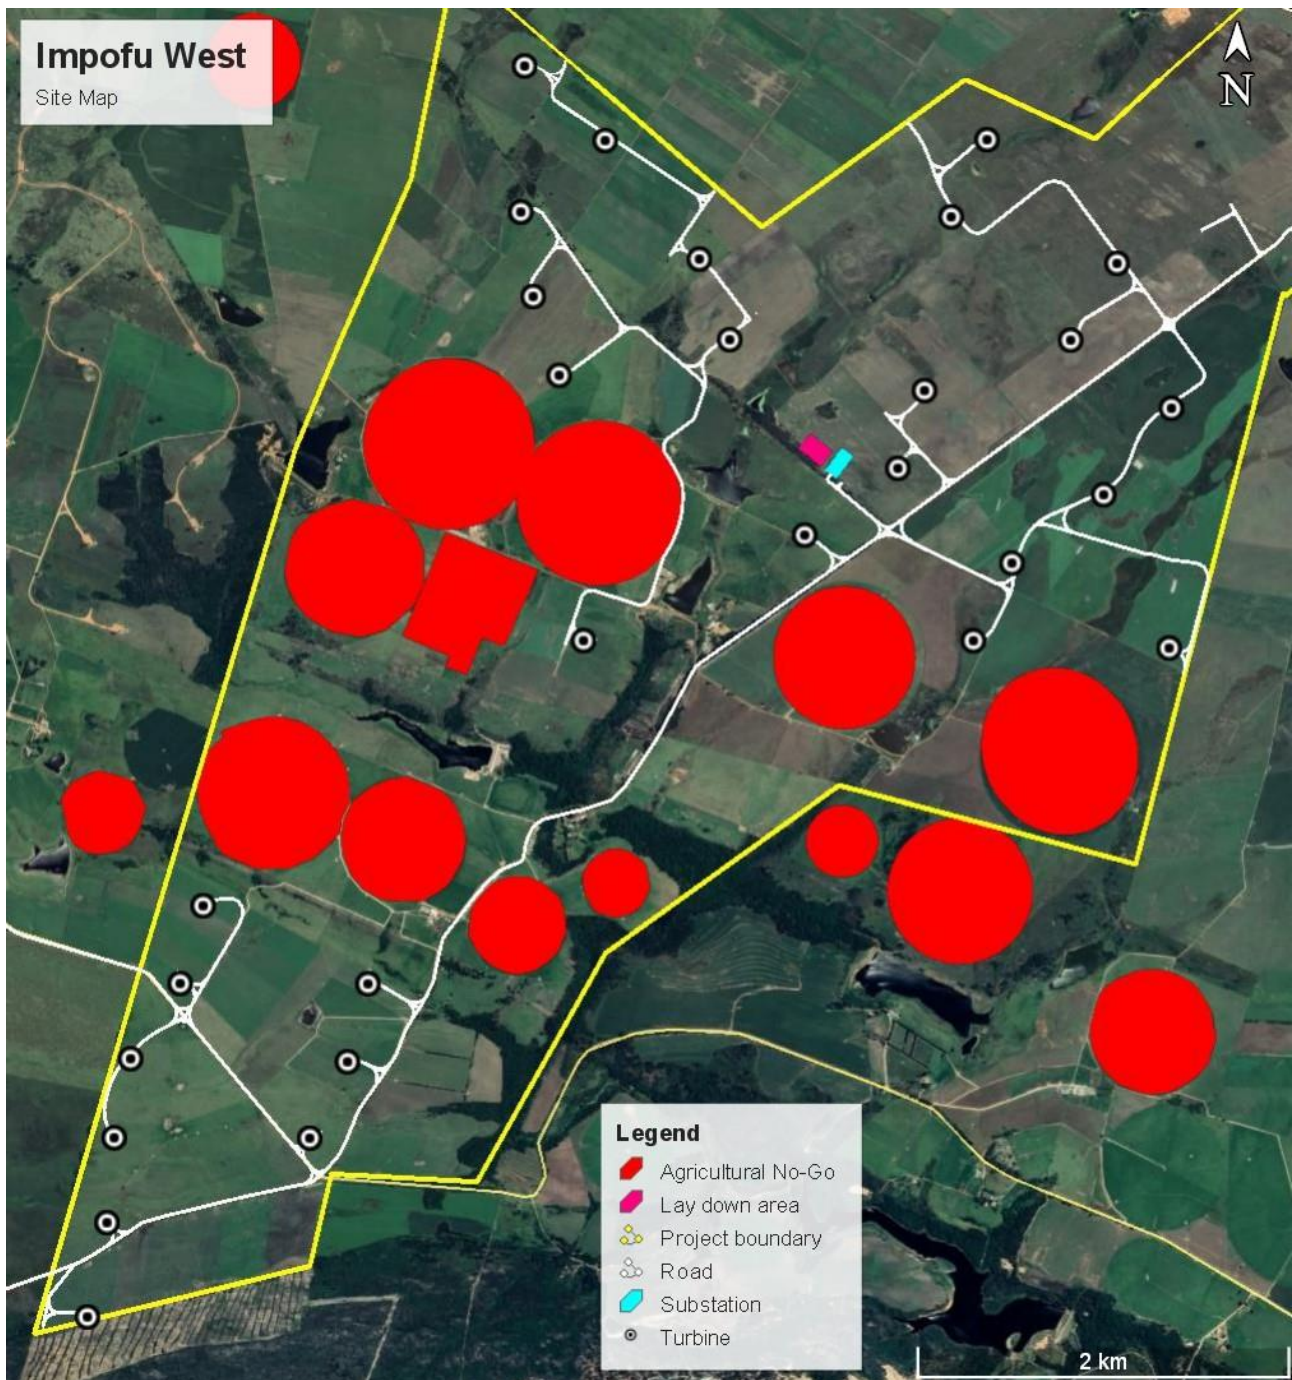 Impofu West
Site Map
N
Legend
Agricultural No-Go
Lay down area
Project boundary
Road
Substation
Turbine
2 km